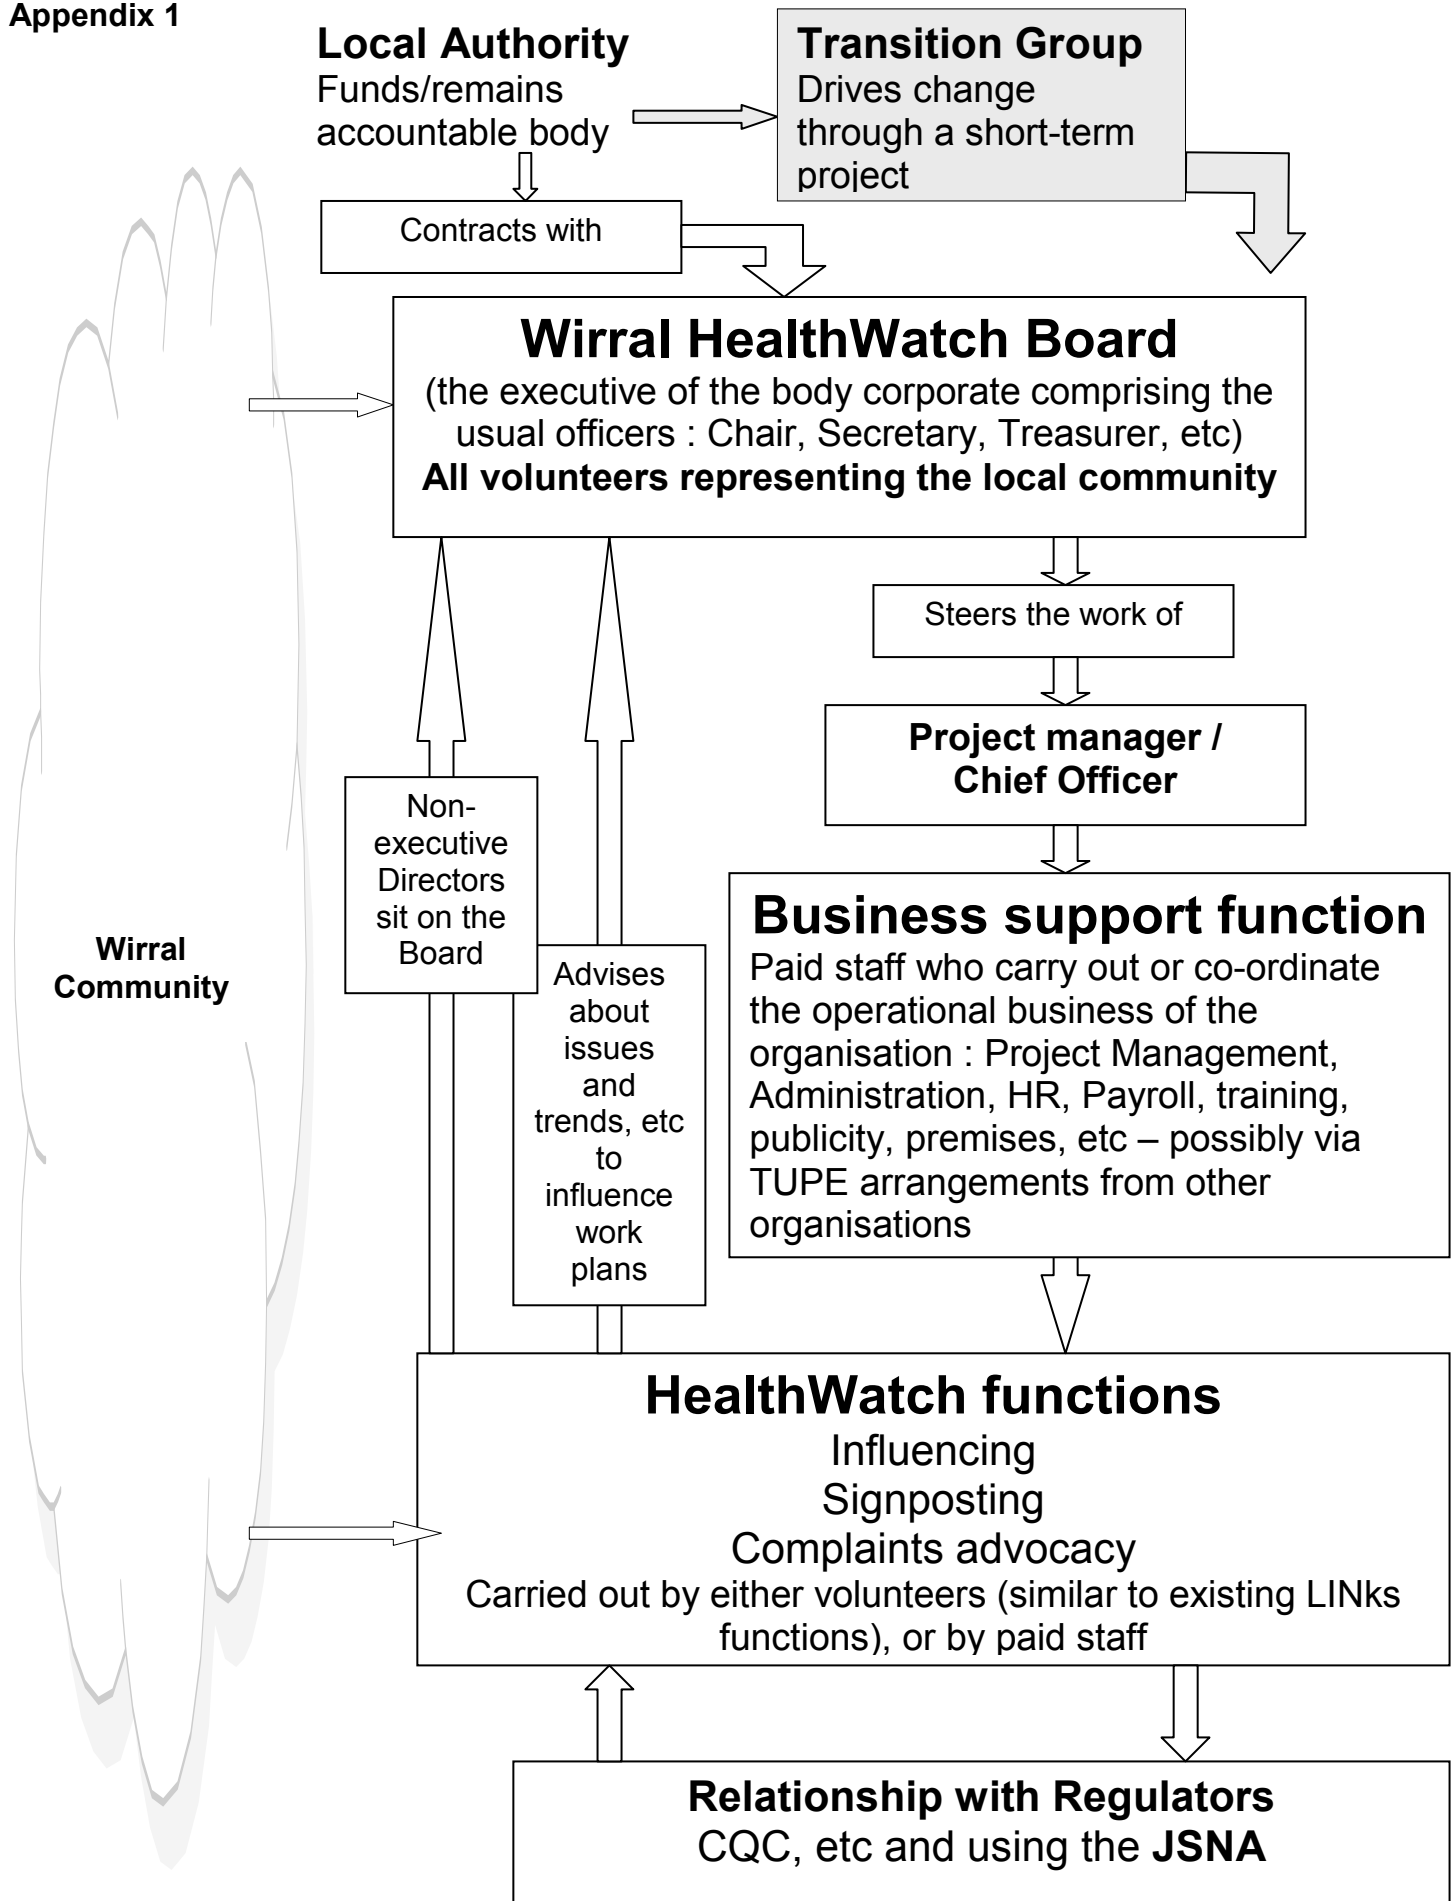 Appendix 1
Local Authority
Funds/remains
accountable body
Transition Group
Drives change
through a short-term
project
Contracts with
Wirral HealthWatch Board
(the executive of the body corporate comprising the
usual officers : Chair, Secretary, Treasurer, etc)
All volunteers representing the local community
Steers the work of
Project manager /
Chief Officer
Non-
executive
Directors
sit on the
Board
Advises
about
issues
and
trends, etc
to
influence
work
plans
Wirral
Community
Business support function
Paid staff who carry out or co-ordinate
the operational business of the
organisation : Project Management,
Administration, HR, Payroll, training,
publicity, premises, etc – possibly via
TUPE arrangements from other
organisations
HealthWatch functions
Influencing
Signposting
Complaints advocacy
Carried out by either volunteers (similar to existing LINks
functions), or by paid staff
Relationship with Regulators
CQC, etc and using the JSNA